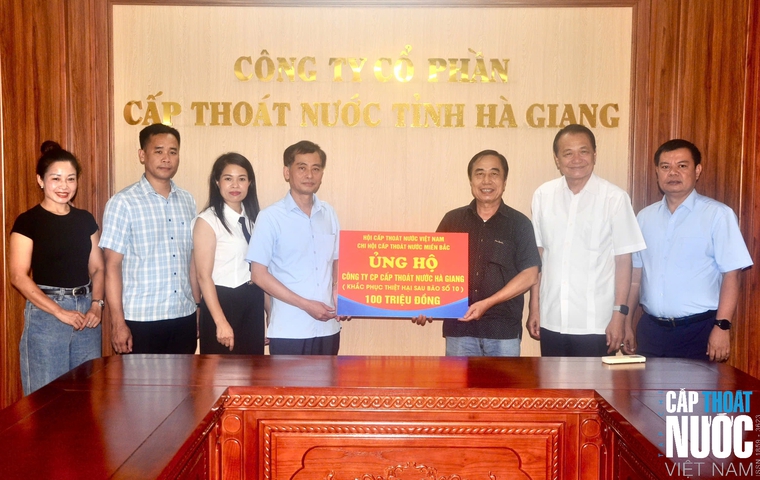 CÔNG TY CỔ PHẦN
CẤP THOÁT NƯỚC TỈNH HÀ GIANG
HỘI CẤP THOÁT NƯỚC VIỆT NAM
CHI HỘI CẤP THOÁT NƯỚC MIỀN BẮC
ỦNG HỘ
CÔNG TY CP CẤP THOÁT NƯỚC HÀ GIANG
( KHẮC PHỤC THIỆT HẠI SAU BÃO SỐ 10 )
100 TRIỆU ĐỒNG
CẤP THOÁT
NƯỚC
VIỆT NAM